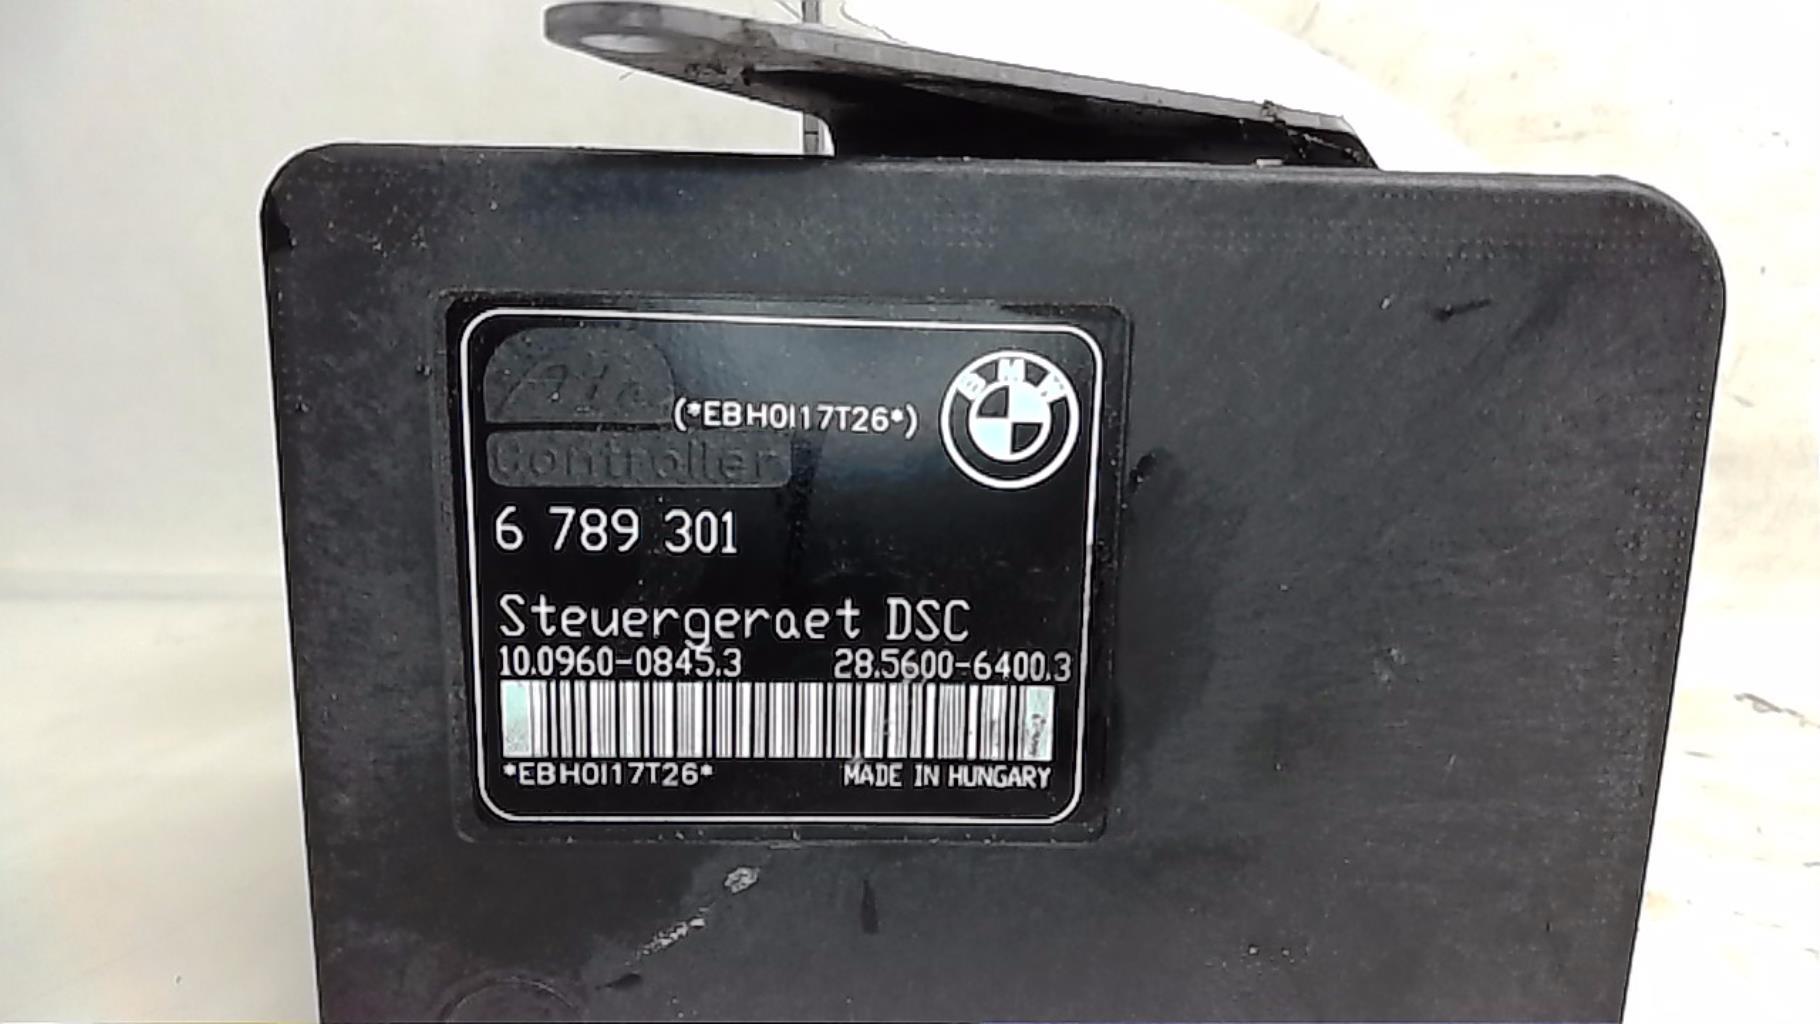 Ate
(*EBH0I17T26*)
BMW
Controller
6 789 301
Steuergeraet DSC
10.0960-0845.3 28.5600-6400.3
*EBH0I17T26* MADE IN HUNGARY